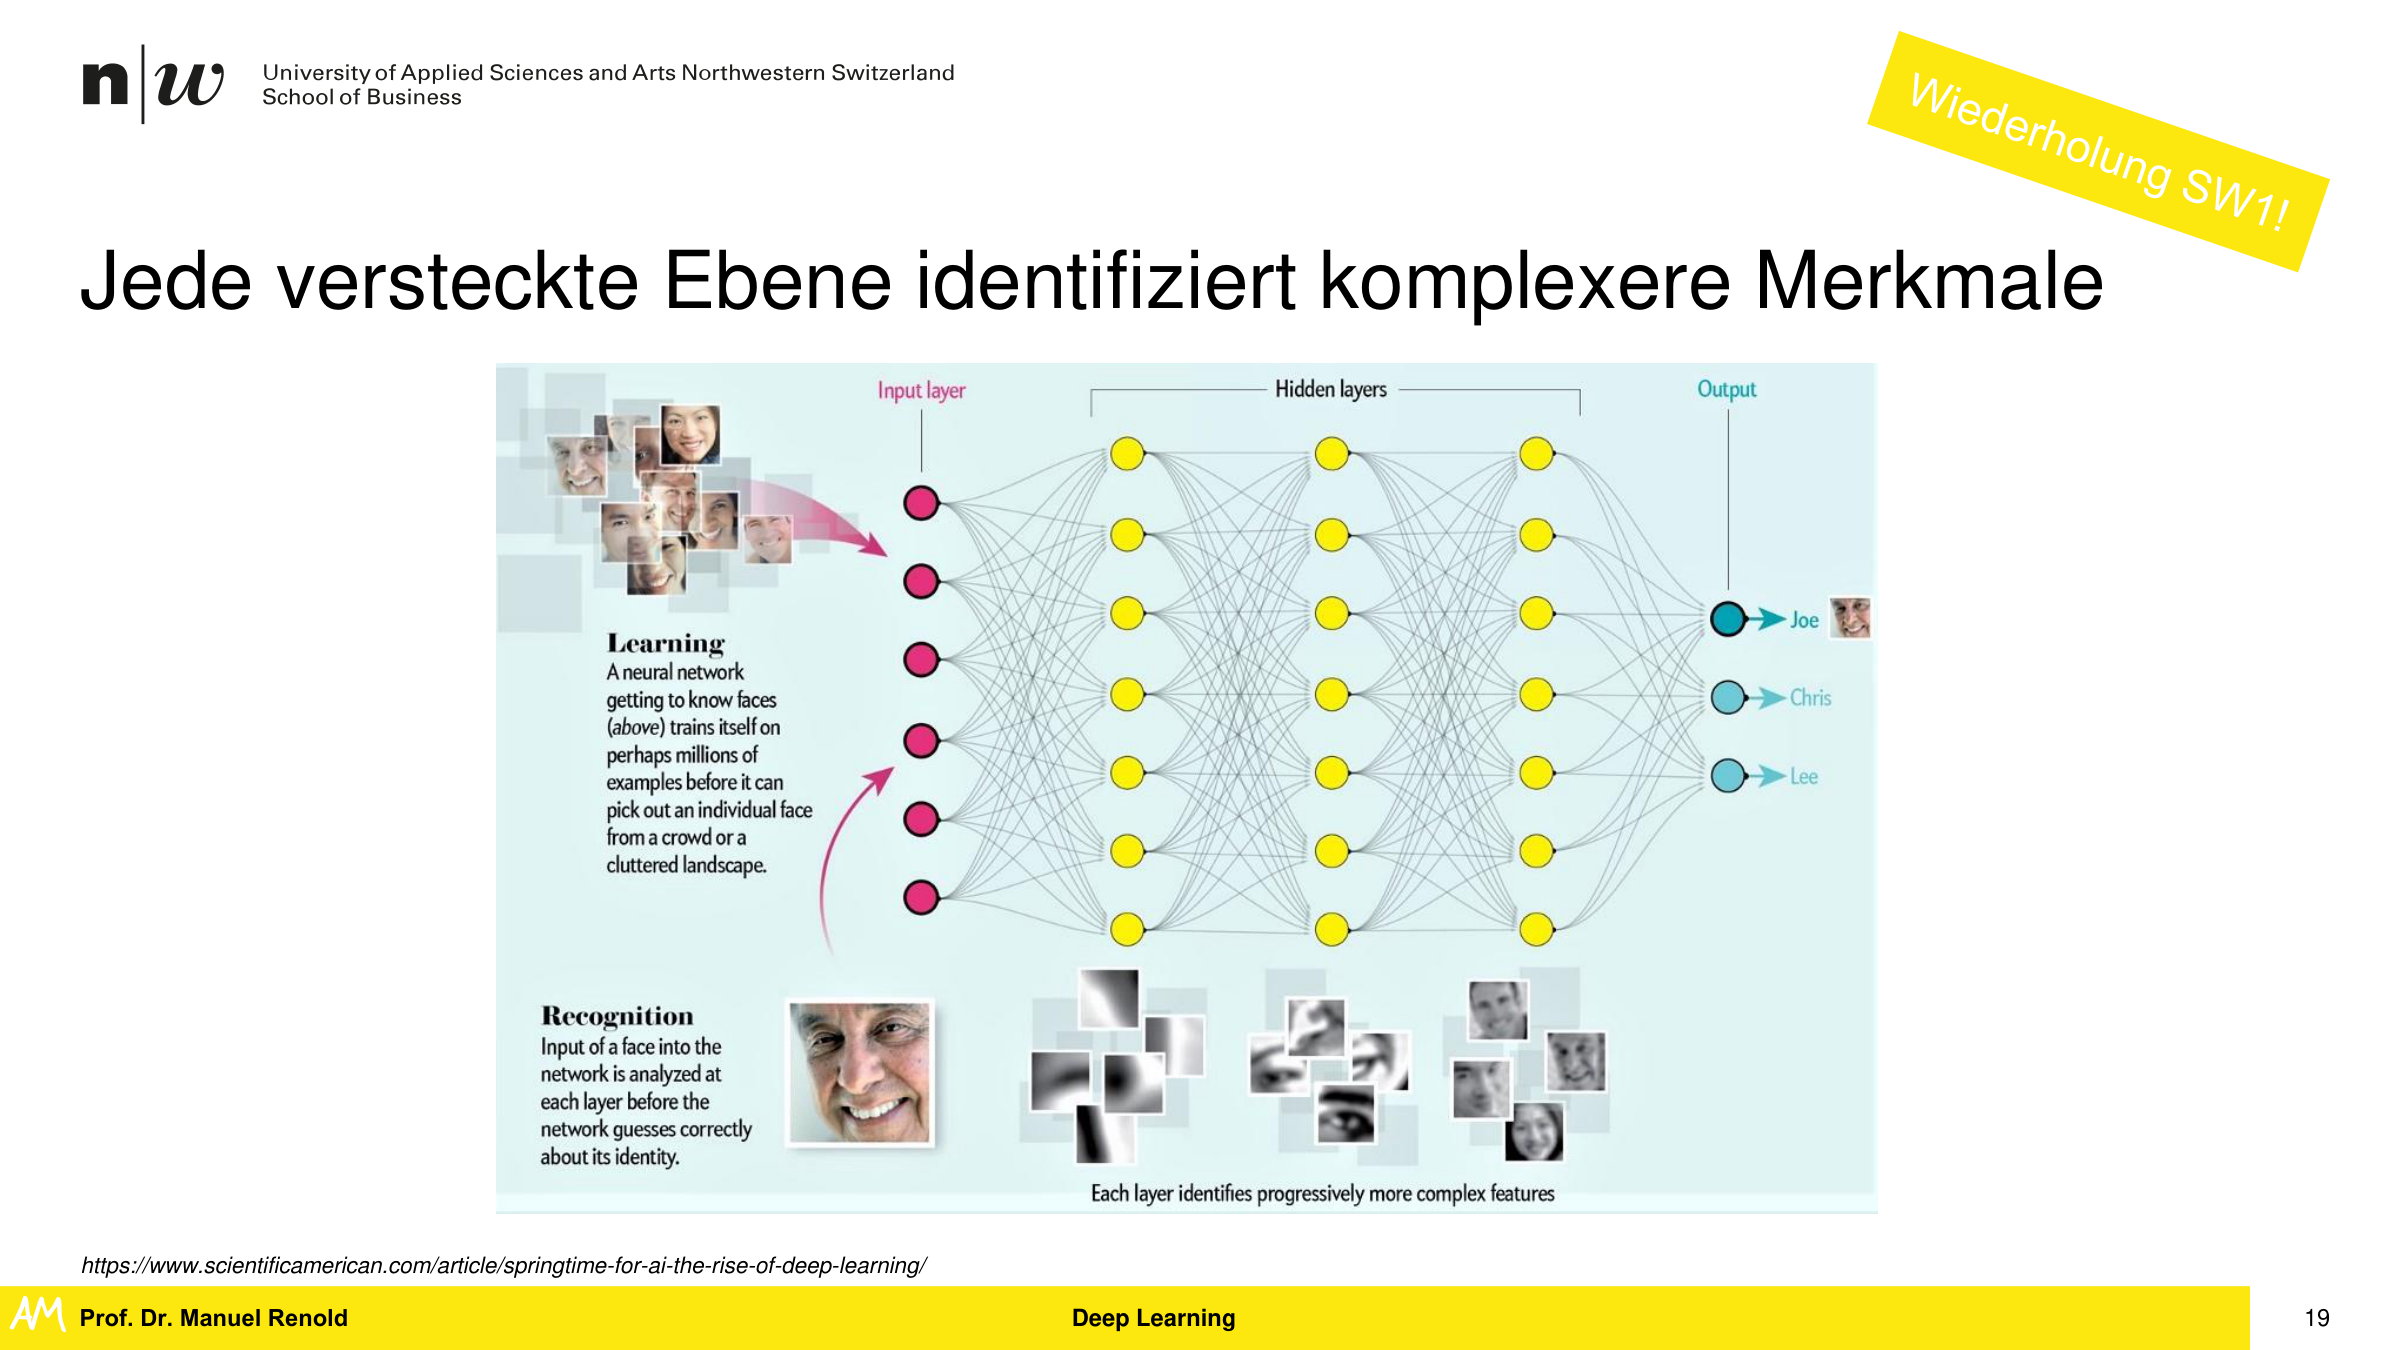 n|w University of Applied Sciences and Arts Northwestern Switzerland
School of Business
Wiederholung SW1!
Jede versteckte Ebene identifiziert komplexere Merkmale
Input layer
Hidden layers
Output
Joe
Chris
Lee
Learning
A neural network
getting to know faces
(above) trains itself on
perhaps millions of
examples before it can
pick out an individual face
from a crowd or a
cluttered landscape.
Recognition
Input of a face into the
network is analyzed at
each layer before the
network guesses correctly
about its identity.
Each layer identifies progressively more complex features
https://www.scientificamerican.com/article/springtime-for-ai-the-rise-of-deep-learning/
AM Prof. Dr. Manuel Renold
Deep Learning
19